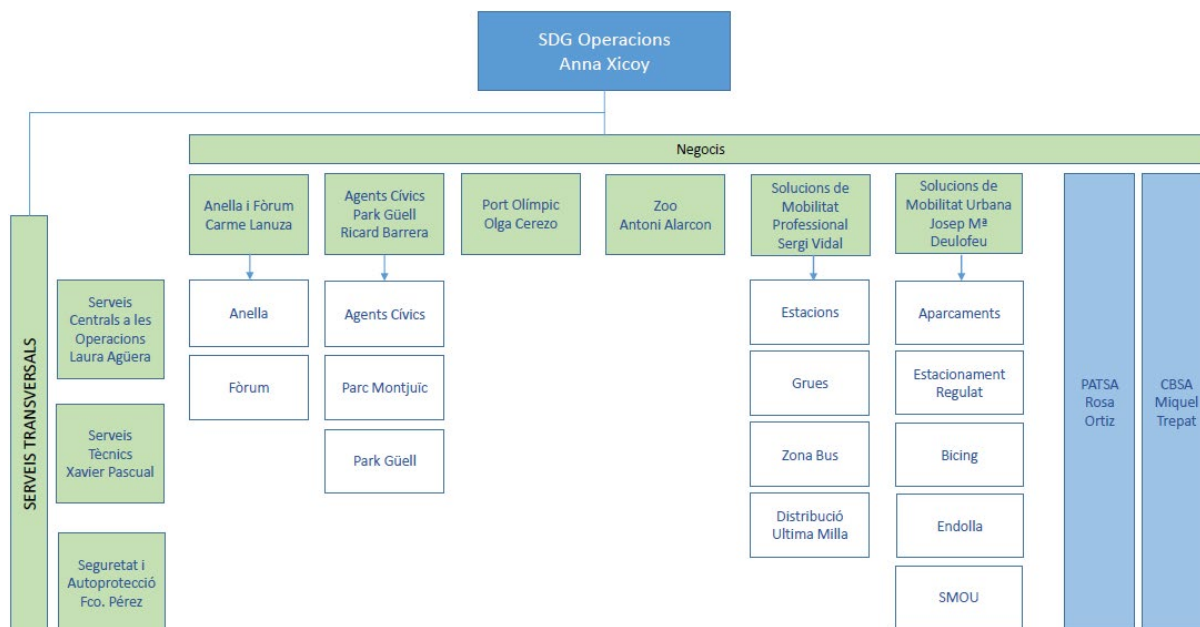 SDG Operacions
Anna Xicoy
Negocis
Anella i Fòrum
Carme Lanuza
Agents Cívics
Park Güell
Ricard Barrera
Port Olímpic
Olga Cerezo
Zoo
Antoni Alarcon
Solucions de
Mobilitat
Professional
Sergi Vidal
Solucions de
Mobilitat Urbana
Josep Mª
Deulofeu
SERVEIS TRANSVERSALS
Serveis
Centrals a les
Operacions
Laura Agüera
Serveis
Tècnics
Xavier Pascual
Seguretat i
Autoprotecció
Fco. Pérez
Anella
Fòrum
Agents Cívics
Parc Montjuïc
Park Güell
Estacions
Grues
Zona Bus
Distribució
Ultima Milla
Aparcaments
Estacionament
Regulat
Bicing
Endolla
SMOU
PATSA
Rosa
Ortiz
CBSA
Miquel
Trepat